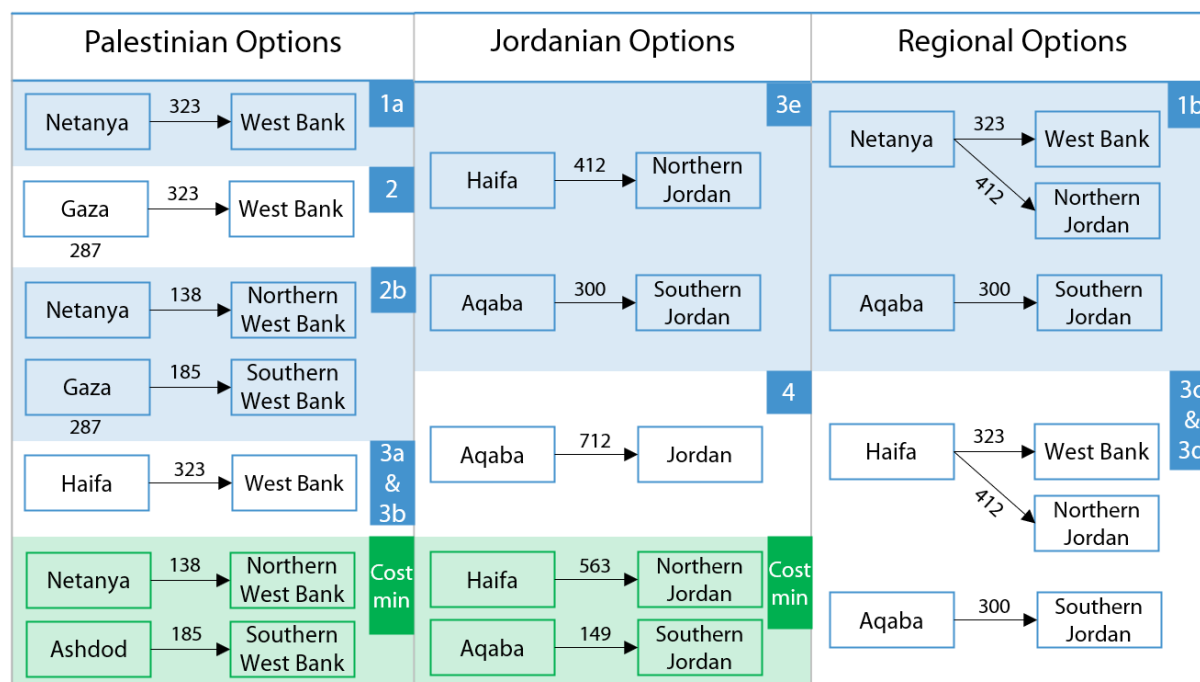 Palestinian Options
Jordanian Options
Regional Options
1a
Netanya
323
West Bank
2
Gaza
323
West Bank
287
2b
Netanya
138
Northern
West Bank
Gaza
185
Southern
West Bank
287
3a
&
3b
Haifa
323
West Bank
Cost
min
Netanya
138
Northern
West Bank
Ashdod
185
Southern
West Bank
3e
Haifa
412
Northern
Jordan
Aqaba
300
Southern
Jordan
4
Aqaba
712
Jordan
Cost
min
Haifa
563
Northern
Jordan
Aqaba
149
Southern
Jordan
1b
Netanya
323
West Bank
412
Northern
Jordan
Aqaba
300
Southern
Jordan
3c
&
3d
Haifa
323
West Bank
412
Northern
Jordan
Aqaba
300
Southern
Jordan